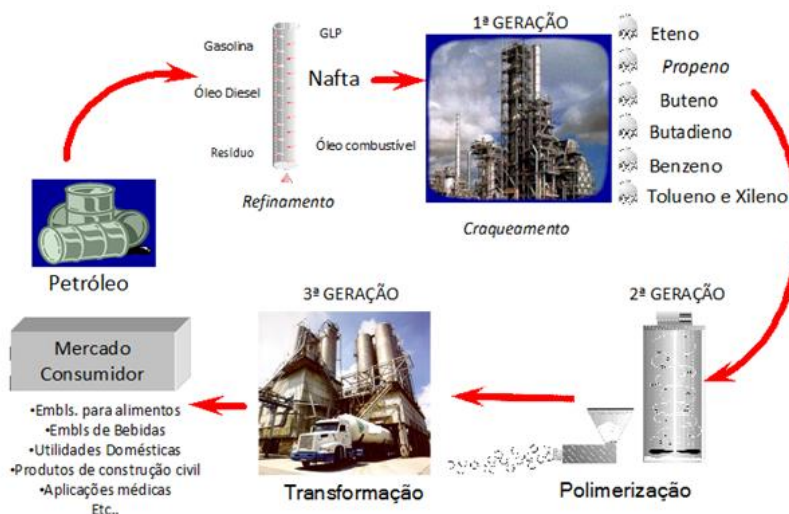 Petróleo
Gasolina
GLP
Óleo Diesel
Nafta
Resíduo
Óleo combustível
Refinamento
1ª GERAÇÃO
Craqueamento
Eteno
Propeno
Buteno
Butadieno
Benzeno
Tolueno e Xileno
2ª GERAÇÃO
Polimerização
3ª GERAÇÃO
Transformação
Mercado
Consumidor
•Embls. para alimentos
•Embls de Bebidas
•Utilidades Domésticas
•Produtos de construção civil
•Aplicações médicas
Etc..